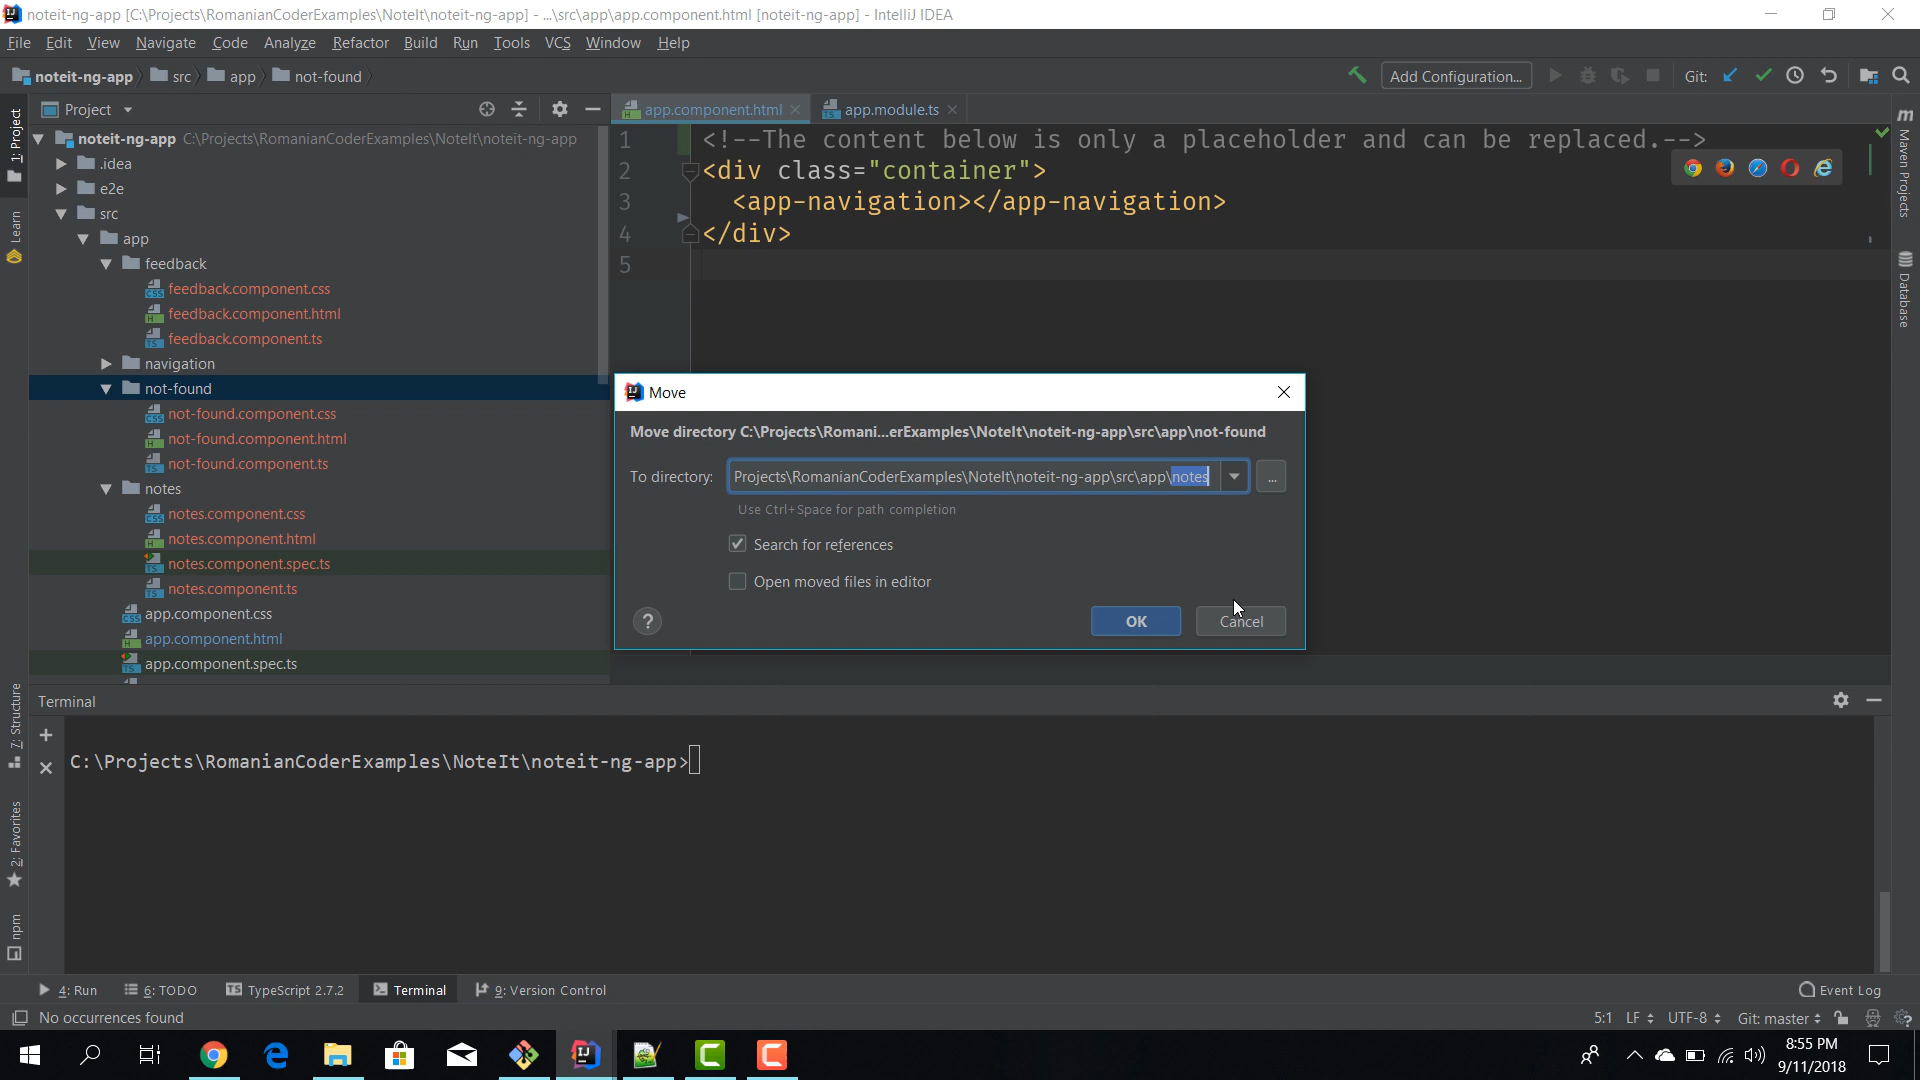 noteit-ng-app [C:\Projects\RomanianCoderExamples\NoteIt\noteit-ng-app] - ...\src\app\app.component.html [noteit-ng-app] - IntelliJ IDEA
File Edit View Navigate Code Analyze Refactor Build Run Tools VCS Window Help
noteit-ng-app src app not-found Add Configuration... Git:
1: Project
Learn
7: Structure
2: Favorites
npm
Project
noteit-ng-app C:\Projects\RomanianCoderExamples\NoteIt\noteit-ng-app
.idea
e2e
src
app
feedback
feedback.component.css
feedback.component.html
feedback.component.ts
navigation
not-found
not-found.component.css
not-found.component.html
not-found.component.ts
notes
notes.component.css
notes.component.html
notes.component.spec.ts
notes.component.ts
app.component.css
app.component.html
app.component.spec.ts
app.component.html app.module.ts
1 <!--The content below is only a placeholder and can be replaced.-->
2 <div class="container">
3 <app-navigation></app-navigation>
4 </div>
5
m Maven Projects
Database
Move
Move directory C:\Projects\Romani...erExamples\NoteIt\noteit-ng-app\src\app\not-found
To directory: Projects\RomanianCoderExamples\NoteIt\noteit-ng-app\src\app\notes ...
Use Ctrl+Space for path completion
Search for references
Open moved files in editor
? OK Cancel
Terminal
C:\Projects\RomanianCoderExamples\NoteIt\noteit-ng-app>
4: Run 6: TODO TypeScript 2.7.2 Terminal 9: Version Control Event Log
No occurrences found 5:1 LF UTF-8 Git: master
8:55 PM
9/11/2018